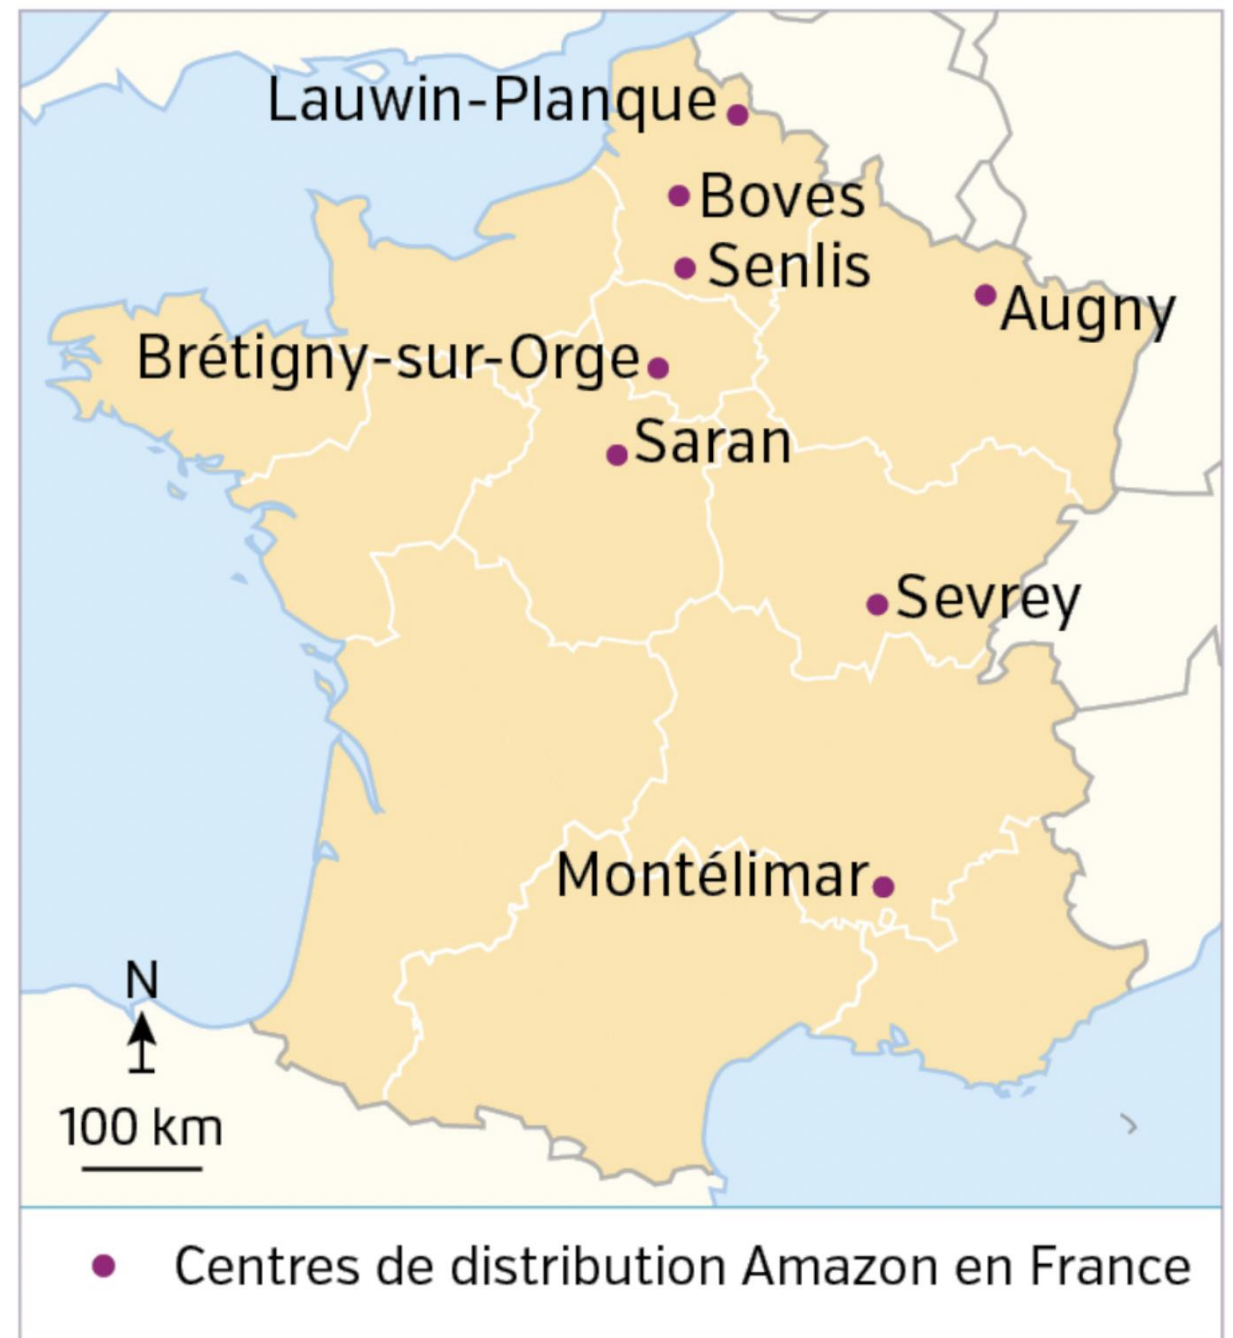 Lauwin-Planque
Boves
Senlis
Augny
Brétigny-sur-Orge
Saran
Sevrey
Montélimar
N
100 km
Centres de distribution Amazon en France